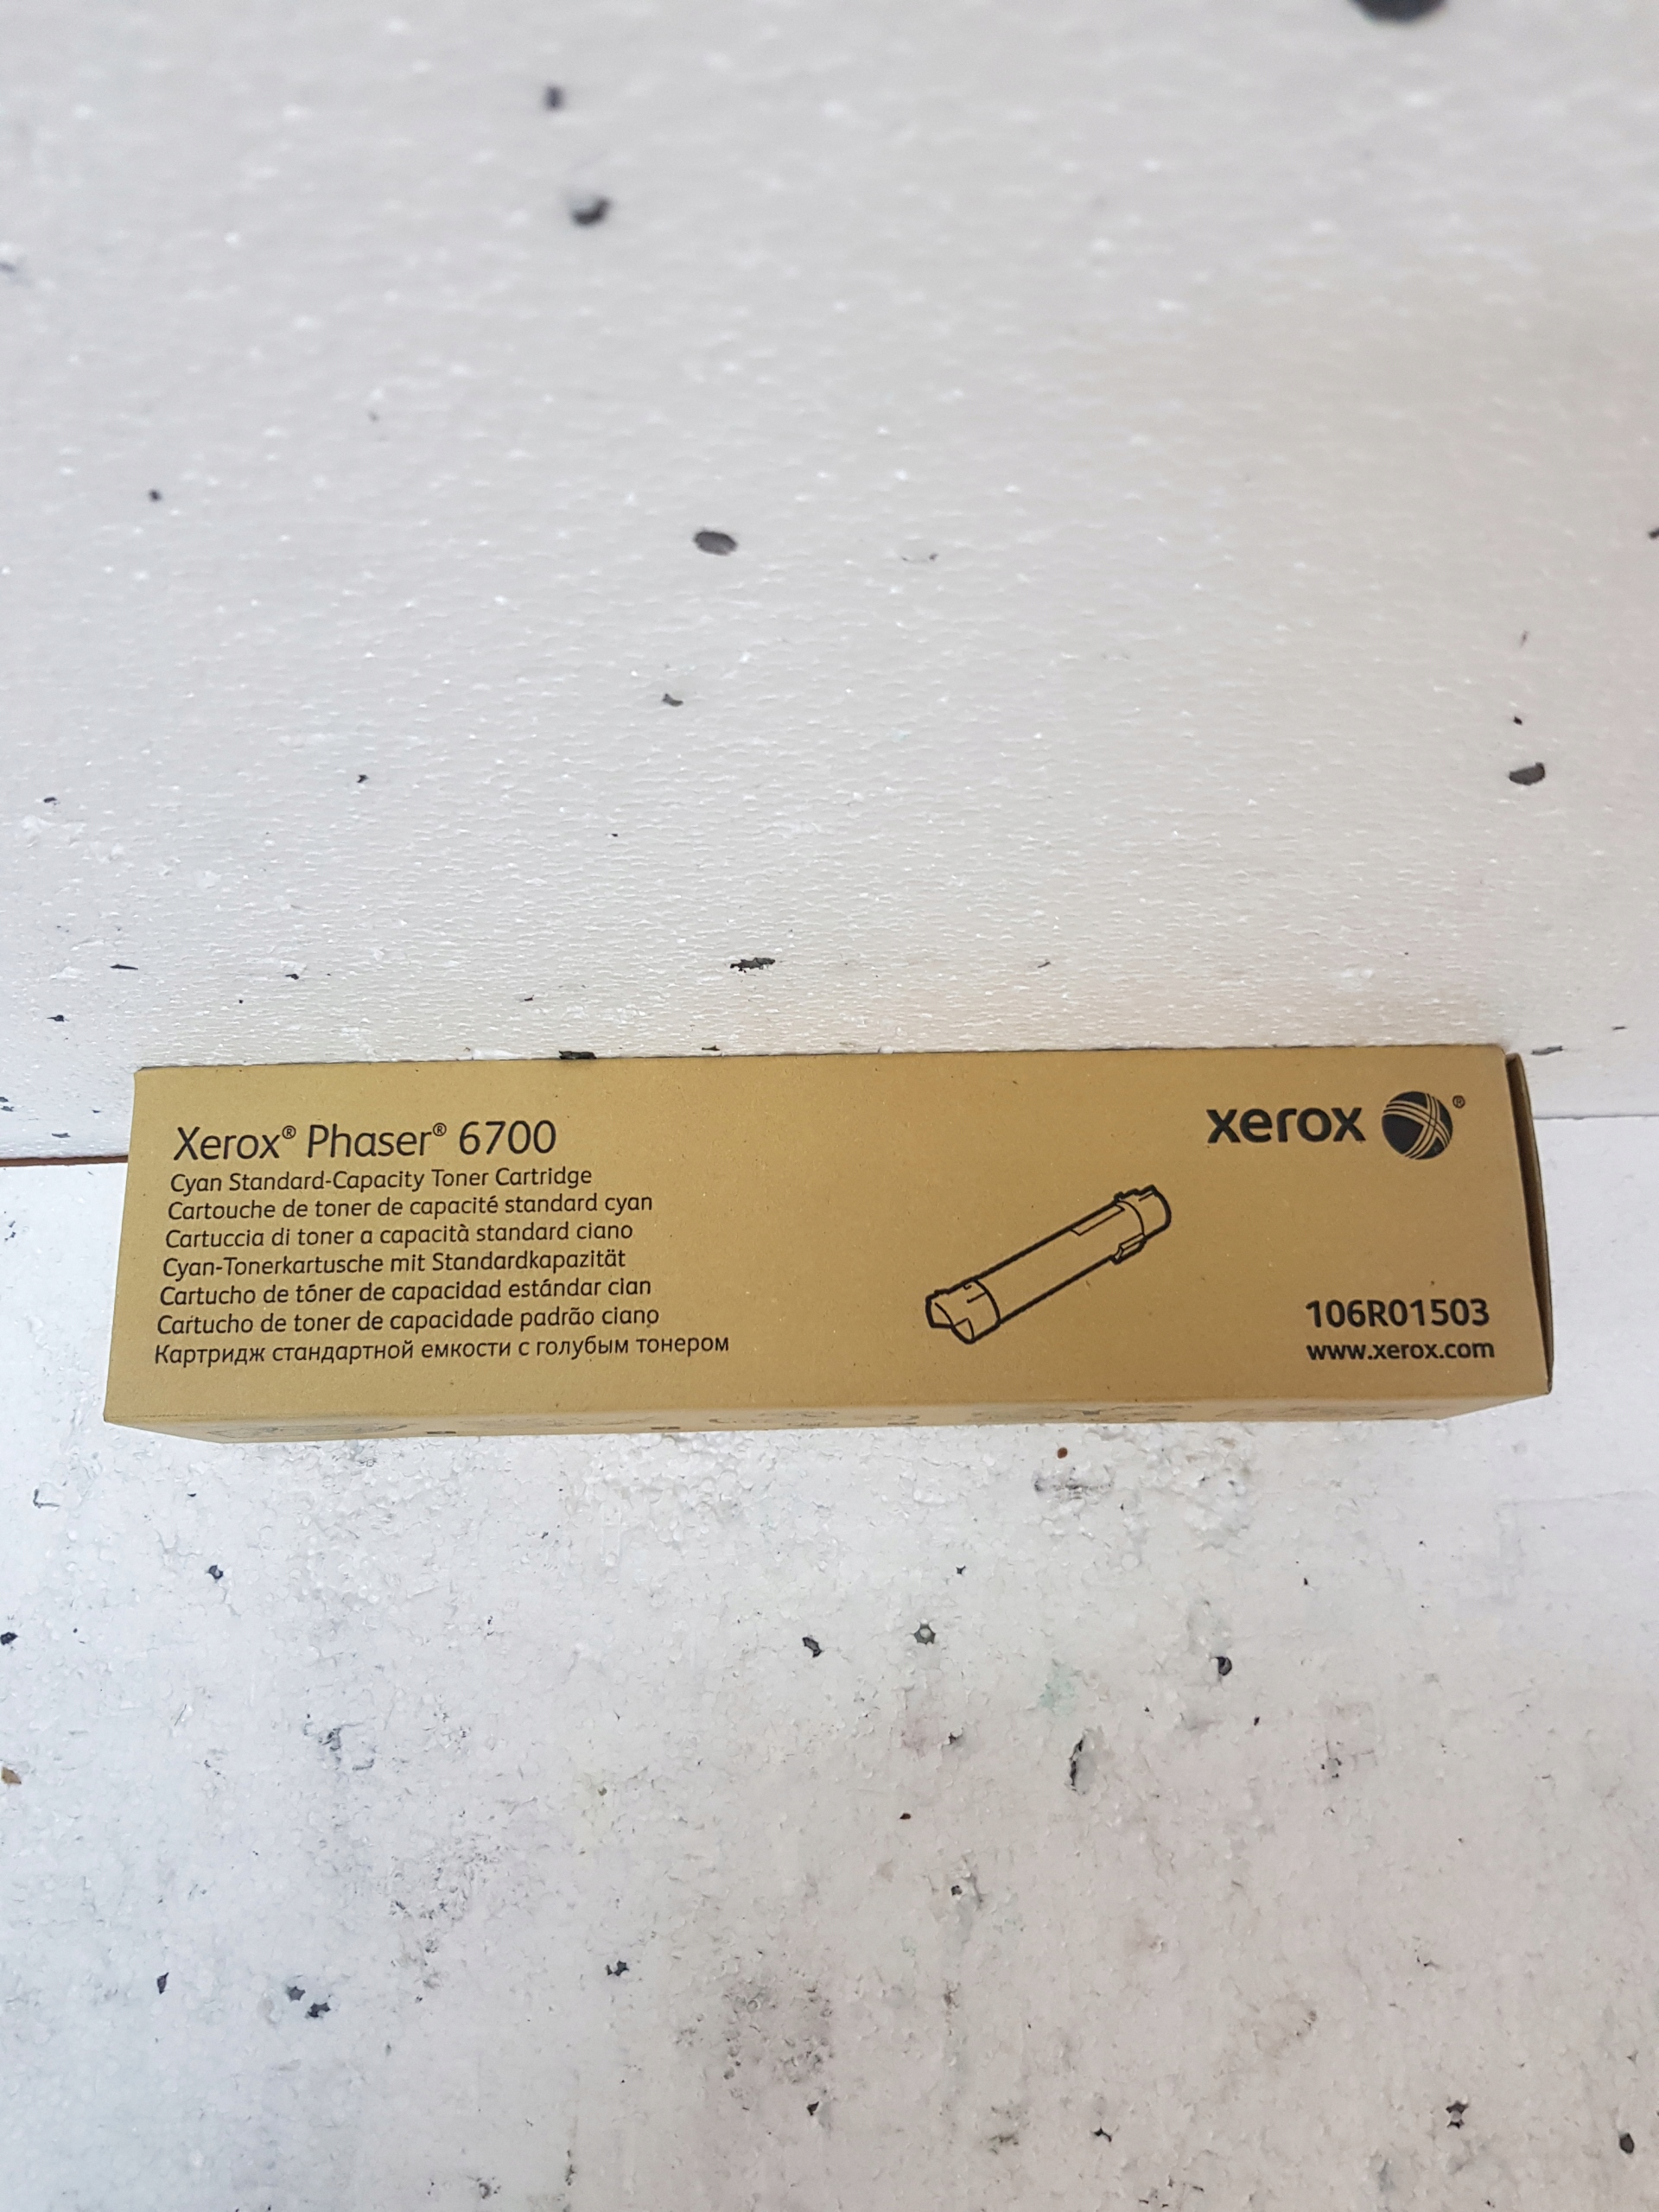 Xerox® Phaser® 6700
Cyan Standard-Capacity Toner Cartridge
Cartouche de toner de capacité standard cyan
Cartuccia di toner a capacità standard ciano
Cyan-Tonerkartusche mit Standardkapazität
Cartucho de tóner de capacidad estándar cian
Cartucho de toner de capacidade padrão ciano
Картридж стандартной емкости с голубым тонером
xerox ®
106R01503
www.xerox.com